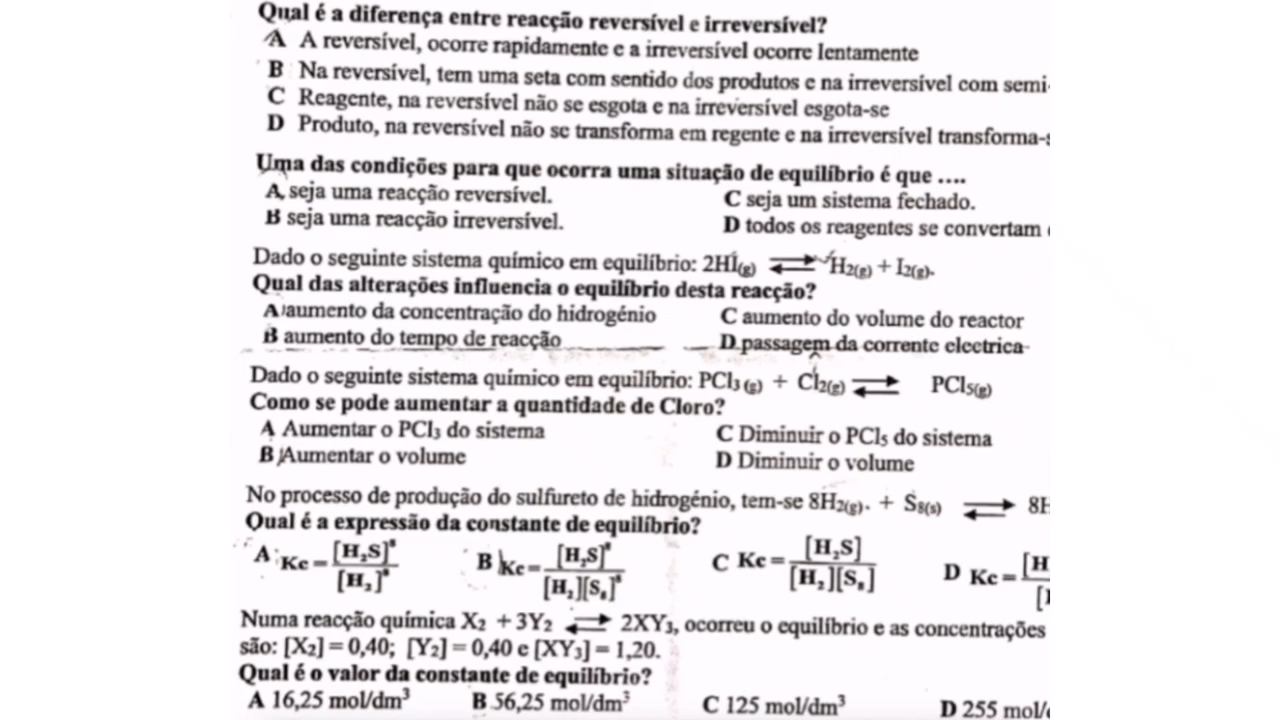 Qual é a diferença entre reacção reversível e irreversível?
A A reversível, ocorre rapidamente e a irreversível ocorre lentamente
B Na reversível, tem uma seta com sentido dos produtos e na irreversível com semi-
C Reagente, na reversível não se esgota e na irreversível esgota-se
D Produto, na reversível não se transforma em regente e na irreversível transforma-s
Uma das condições para que ocorra uma situação de equilíbrio é que ....
A seja uma reacção reversível. C seja um sistema fechado.
B seja uma reacção irreversível. D todos os reagentes se convertam
Dado o seguinte sistema químico em equilíbrio: 2HI(g) ⇌ H2(g) + I2(g).
Qual das alterações influencia o equilíbrio desta reacção?
A aumento da concentração do hidrogénio C aumento do volume do reactor
B aumento do tempo de reacção D passagem da corrente electrica
Dado o seguinte sistema químico em equilíbrio: PCl3(g) + Cl2(g) ⇌ PCl5(g)
Como se pode aumentar a quantidade de Cloro?
A Aumentar o PCl3 do sistema C Diminuir o PCl5 do sistema
B Aumentar o volume D Diminuir o volume
No processo de produção do sulfureto de hidrogénio, tem-se 8H2(g). + S8(s) ⇌ 8H
Qual é a expressão da constante de equilíbrio?
A Kc = [H2S]⁸ / [H2]⁸ B Kc = [H2S]⁸ / [H2][S8]⁸ C Kc = [H2S] / [H2][S8] D Kc = [H / [
Numa reacção química X2 + 3Y2 ⇌ 2XY3, ocorreu o equilíbrio e as concentrações
são: [X2] = 0,40; [Y2] = 0,40 e [XY3] = 1,20.
Qual é o valor da constante de equilíbrio?
A 16,25 mol/dm³ B 56,25 mol/dm³ C 125 mol/dm³ D 255 mol/